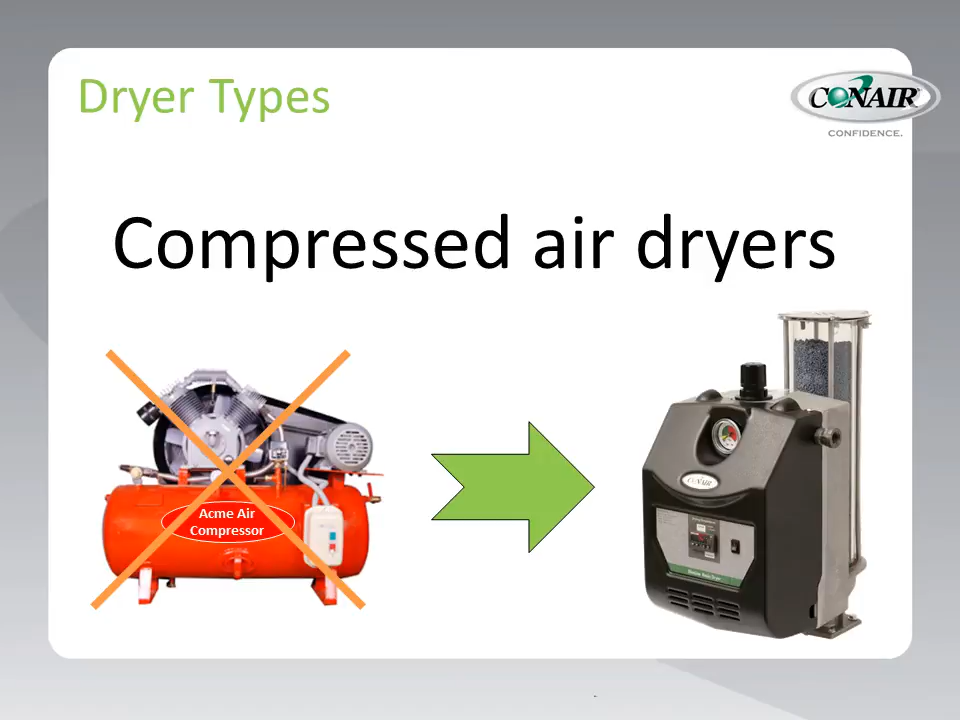 Dryer Types
CONAIR
CONFIDENCE.
Compressed air dryers
Acme Air
Compressor
CONAIR